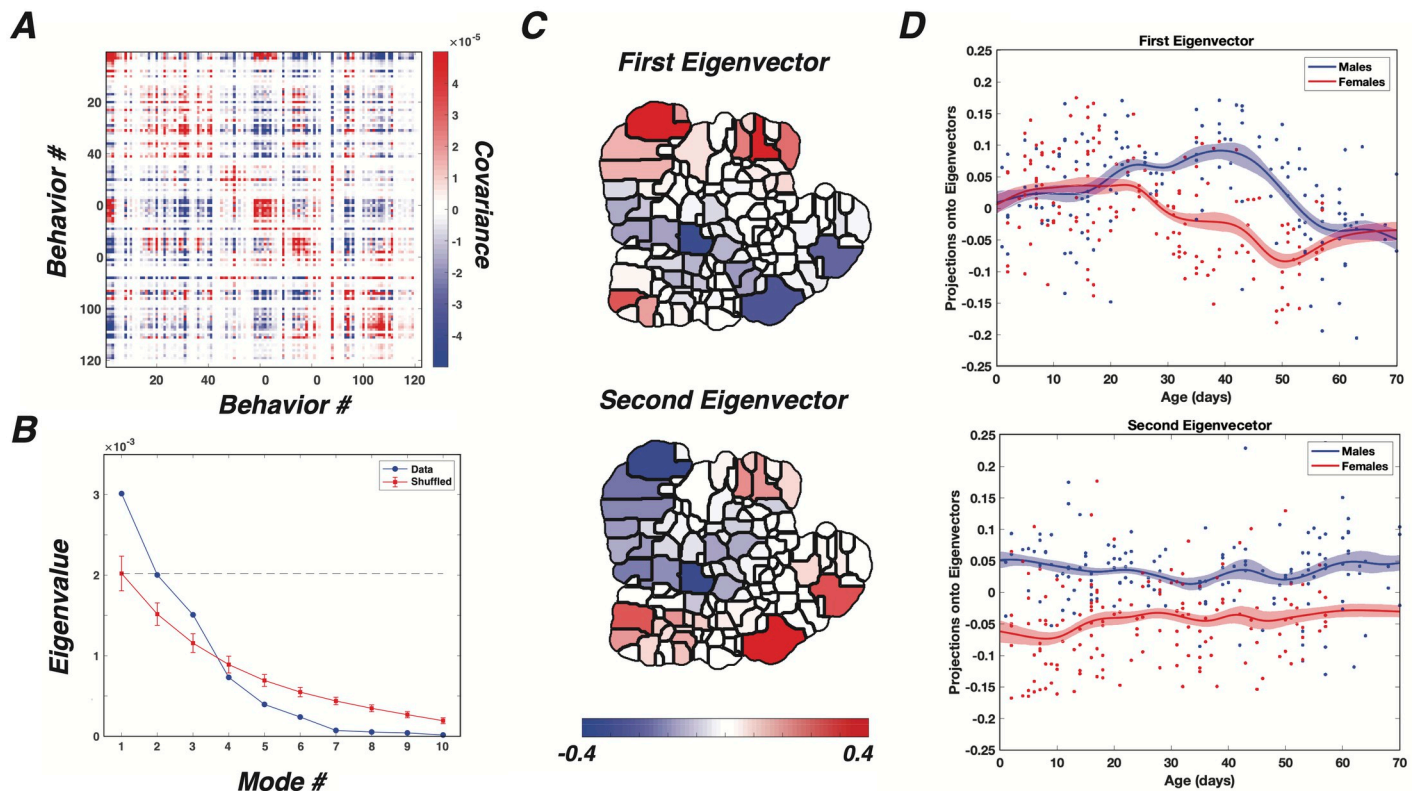 A
×10⁻⁵
20
40
0
0
100
120
20
40
0
0
100
120
5
4
3
2
1
0
-1
-2
-3
-4
Behavior #
Behavior #
Covariance
B
×10⁻³
3
2
1
0
1 2 3 4 5 6 7 8 9 10
Data
Shuffled
Eigenvalue
Mode #
C
First Eigenvector
Second Eigenvector
-0.4
0.4
D
First Eigenvector
0.25
0.2
0.15
0.1
0.05
0
-0.05
-0.1
-0.15
-0.2
-0.25
0 10 20 30 40 50 60 70
Males
Females
Projections onto Eigenvectors
Age (days)
Second Eigenvecetor
0.25
0.2
0.15
0.1
0.05
0
-0.05
-0.1
-0.15
-0.2
-0.25
0 10 20 30 40 50 60 70
Males
Females
Projections onto Eigenvectors
Age (days)